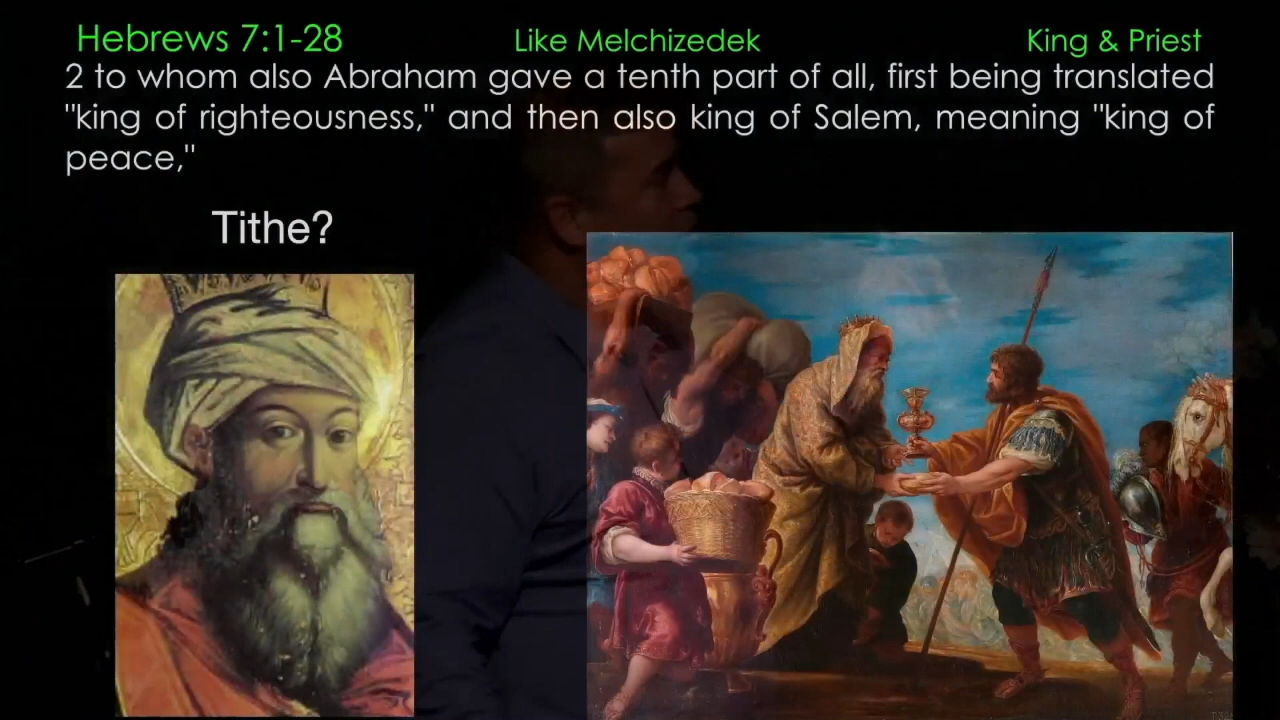 Hebrews 7:1-28 Like Melchizedek King & Priest
2 to whom also Abraham gave a tenth part of all, first being translated
"king of righteousness," and then also king of Salem, meaning "king of
peace,"
Tithe?